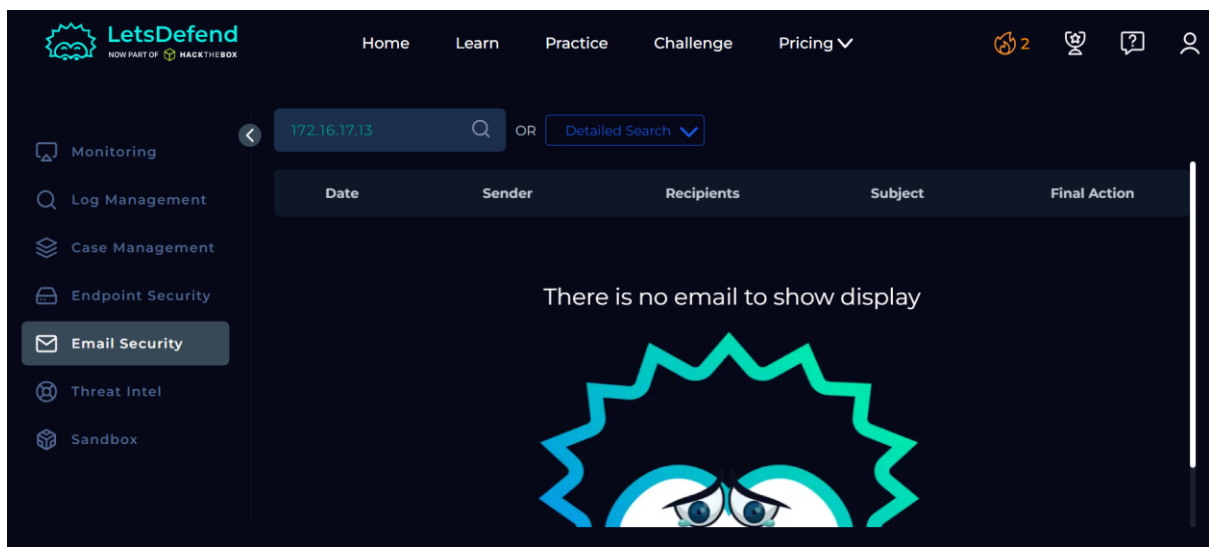 LetsDefend
NOW PART OF HACKTHEBOX
Home Learn Practice Challenge Pricing 2
172.16.17.13 OR Detailed Search
Monitoring
Log Management
Case Management
Endpoint Security
Email Security
Threat Intel
Sandbox
Date Sender Recipients Subject Final Action
There is no email to show display